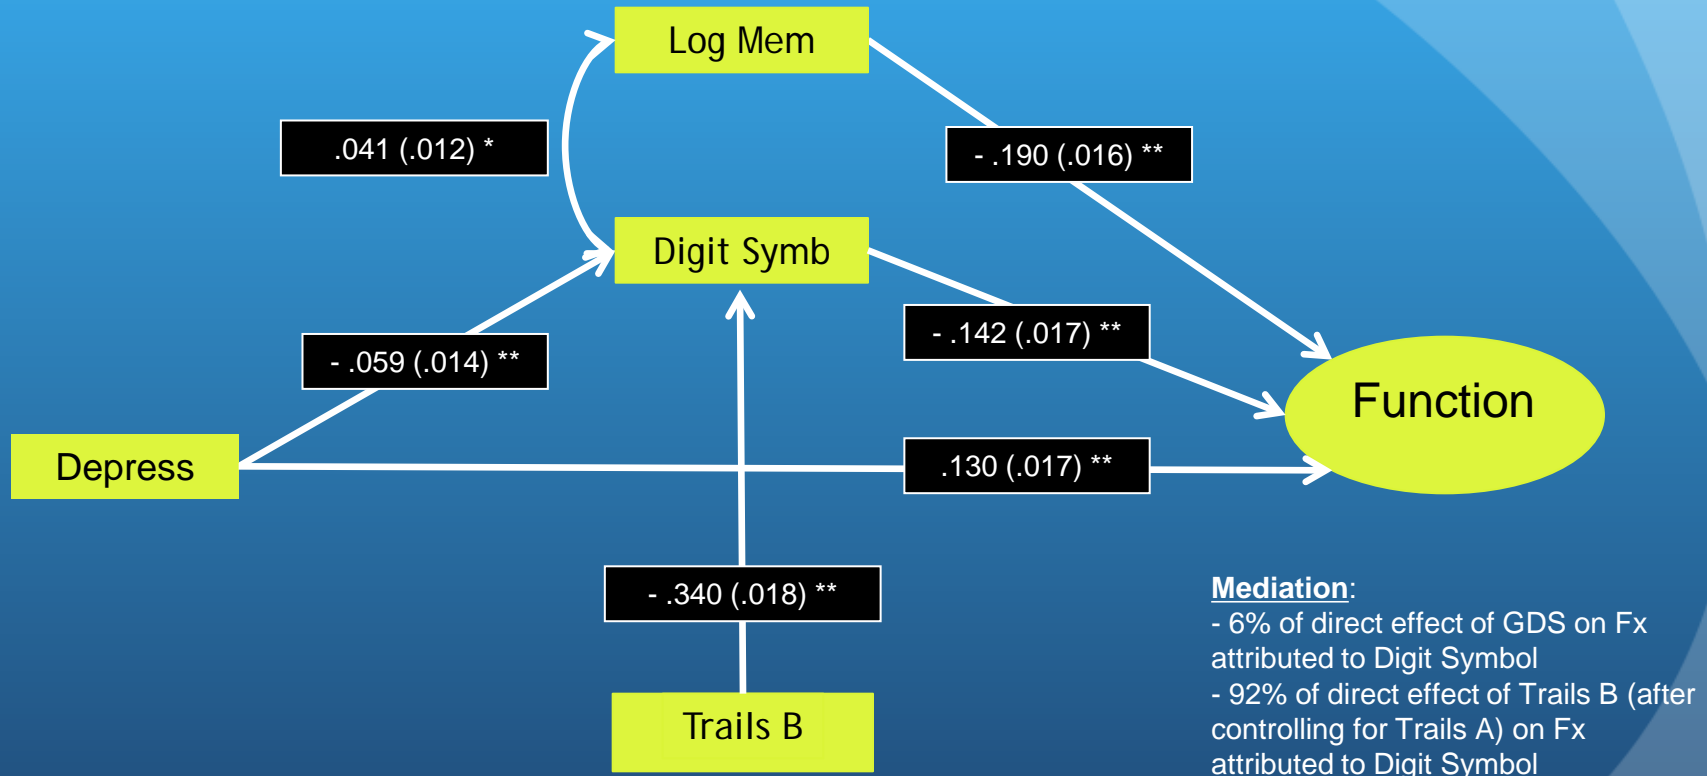 Log Mem
.041 (.012) *
- .190 (.016) **
Digit Symb
- .142 (.017) **
- .059 (.014) **
Function
Depress
.130 (.017) **
- .340 (.018) **
Trails B
Mediation:
- 6% of direct effect of GDS on Fx
attributed to Digit Symbol
- 92% of direct effect of Trails B (after
controlling for Trails A) on Fx
attributed to Digit Symbol